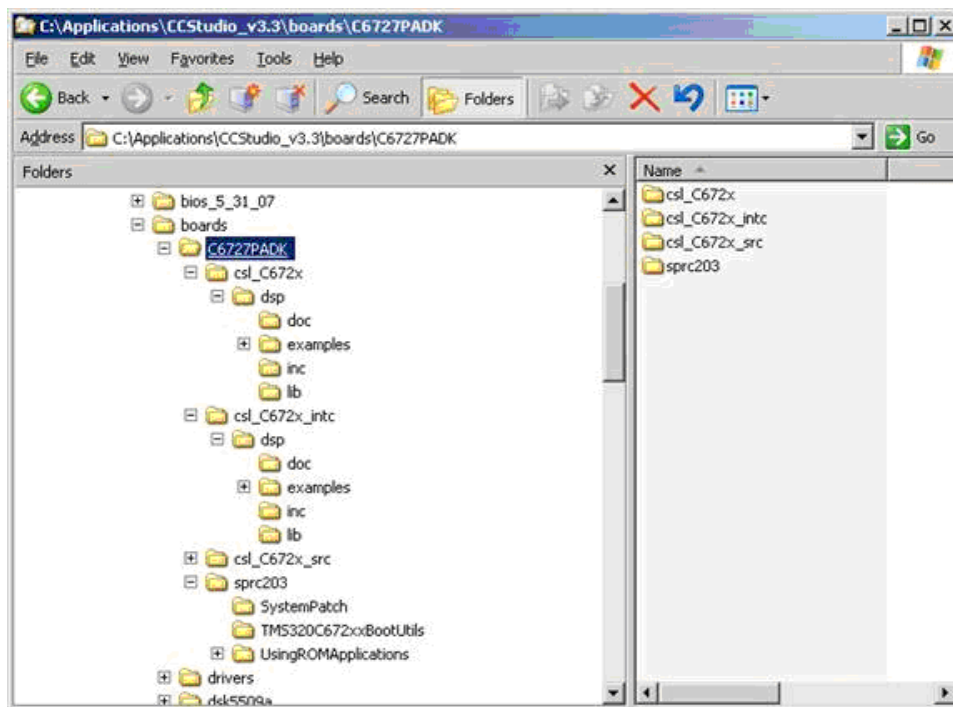 C:\Applications\CCStudio_v3.3\boards\C6727PADK
File Edit View Favorites Tools Help
Back Search Folders
Address C:\Applications\CCStudio_v3.3\boards\C6727PADK Go
Folders
Name
bios_5_31_07
boards
C6727PADK
csl_C672x
dsp
doc
examples
inc
lib
csl_C672x_intc
dsp
doc
examples
inc
lib
csl_C672x_src
sprc203
SystemPatch
TMS320C672xxBootUtils
UsingROMApplications
drivers
dsk5509a
csl_C672x
csl_C672x_intc
csl_C672x_src
sprc203